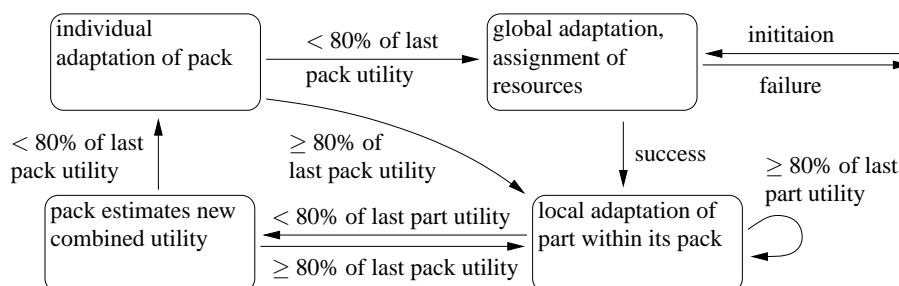 individual
adaptation of pack
< 80% of last
pack utility
global adaptation,
assignment of
resources
inititaion
failure
< 80% of last
pack utility
≥ 80% of
last pack utility
success
≥ 80% of last
part utility
pack estimates new
combined utility
< 80% of last part utility
≥ 80% of last pack utility
local adaptation of
part within its pack